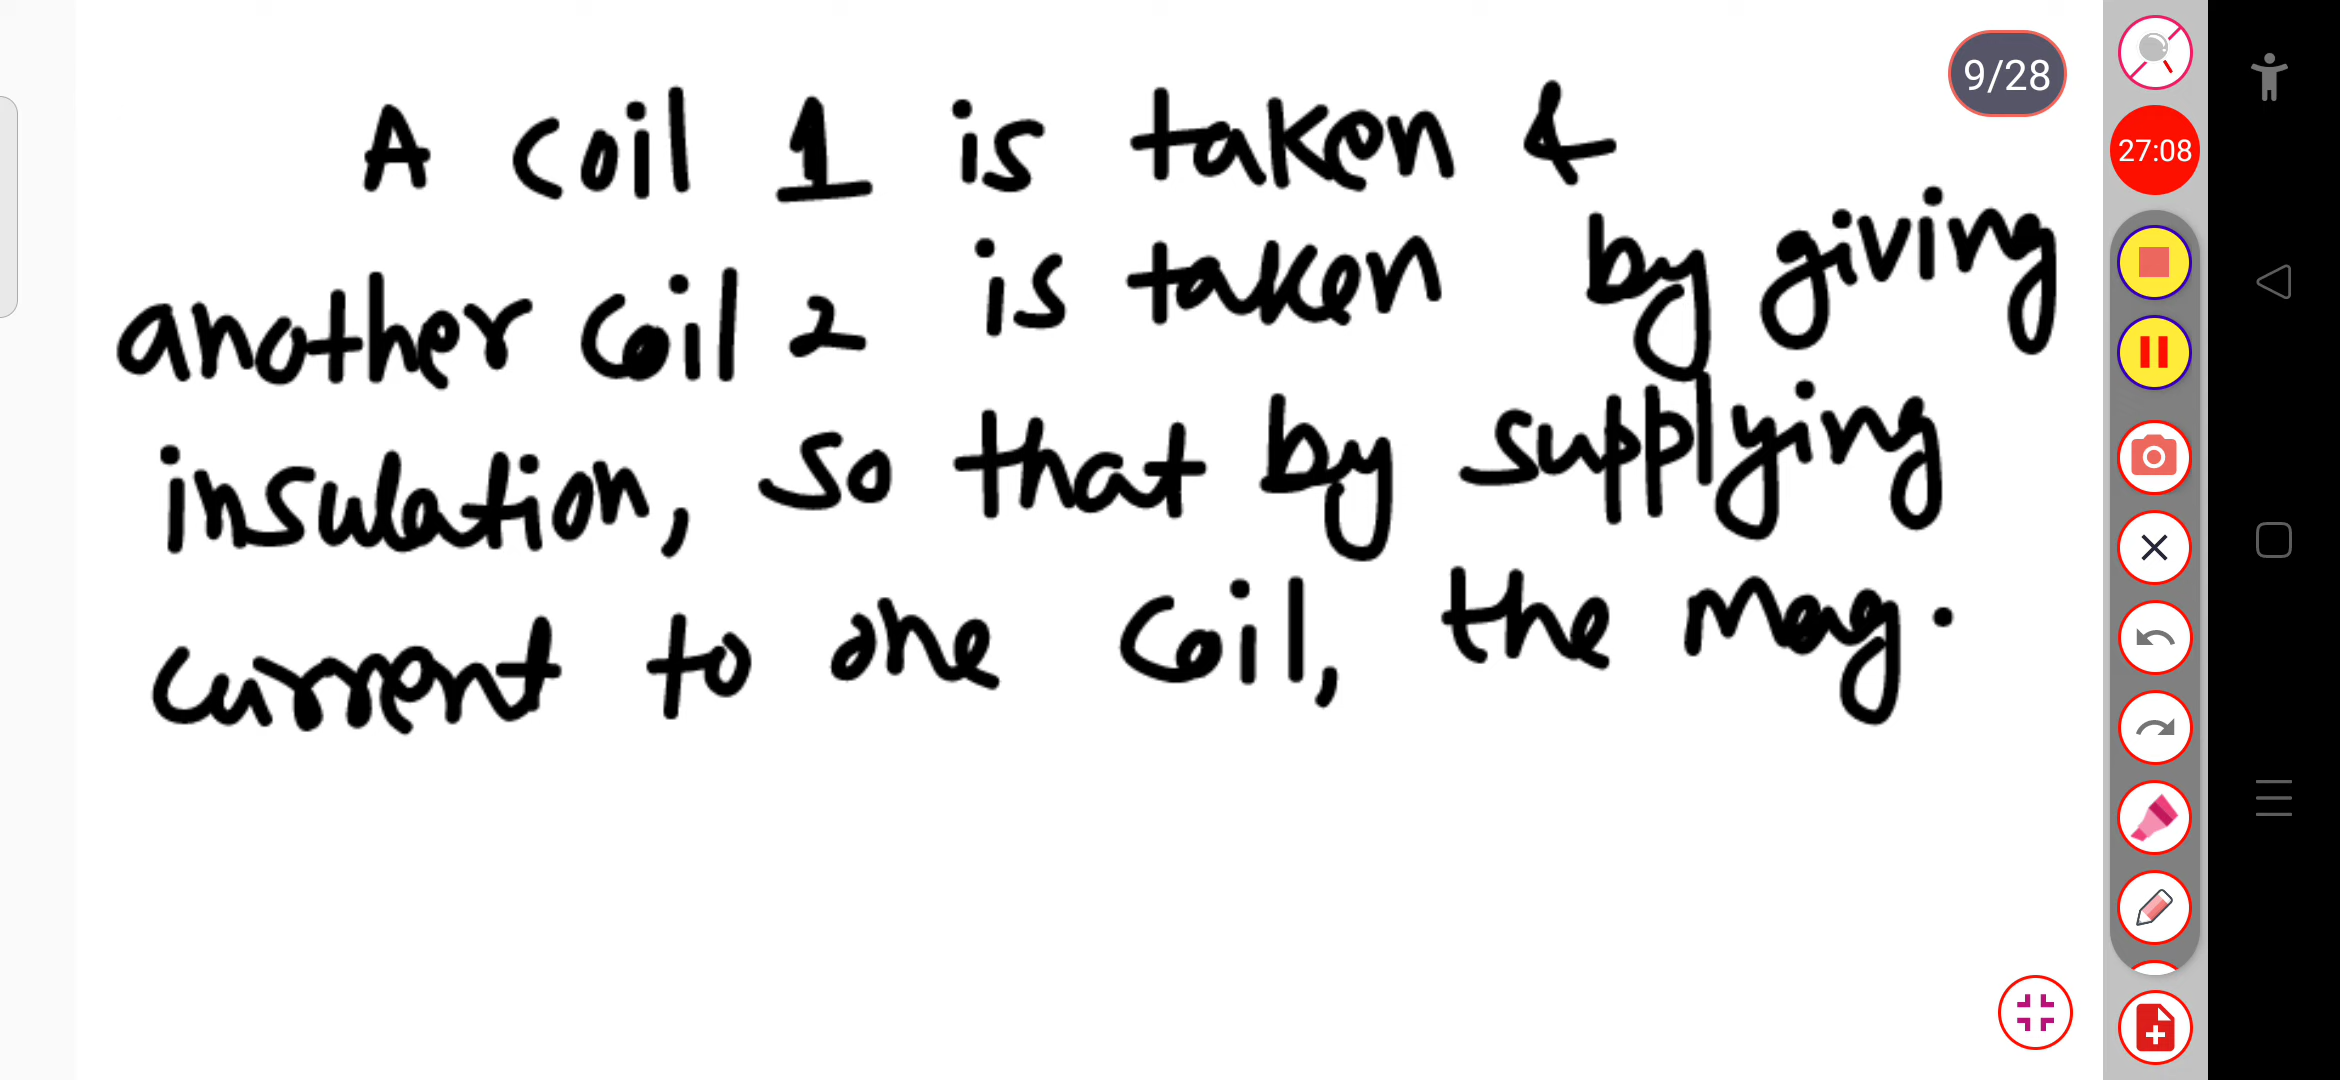 9/28
27:08
A coil 1 is taken &
another coil 2 is taken by giving
insulation, so that by supplying
current to one coil, the mag.